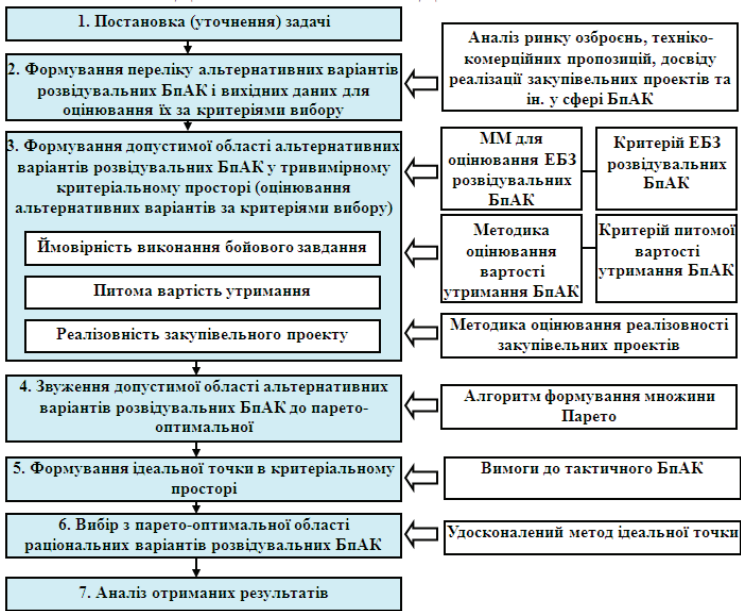 1. Постановка (уточнення) задачі
Аналіз ринку озброєнь, техніко-
комерційних пропозицій, досвіду
реалізації закупівельних проектів та
ін. у сфері БпАК
2. Формування переліку альтернативних варіантів
розвідувальних БпАК і вихідних даних для
оцінювання їх за критеріями вибору
3. Формування допустимої області альтернативних
варіантів розвідувальних БпАК у тривимірному
критеріальному просторі (оцінювання
альтернативних варіантів за критеріями вибору)
ММ для
оцінювання ЕБЗ
розвідувальних
БпАК
Критерій ЕБЗ
розвідувальних
БпАК
Ймовірність виконання бойового завдання
Методика
оцінювання
вартості
утримання БпАК
Критерій питомої
вартості
утримання БпАК
Питома вартість утримання
Реалізовність закупівельного проекту
Методика оцінювання реалізовності
закупівельних проектів
4. Звуження допустимої області альтернативних
варіантів розвідувальних БпАК до парето-
оптимальної
Алгоритм формування множини
Парето
5. Формування ідеальної точки в критеріальному
просторі
Вимоги до тактичного БпАК
6. Вибір з парето-оптимальної області
раціональних варіантів розвідувальних БпАК
Удосконалений метод ідеальної точки
7. Аналіз отриманих результатів